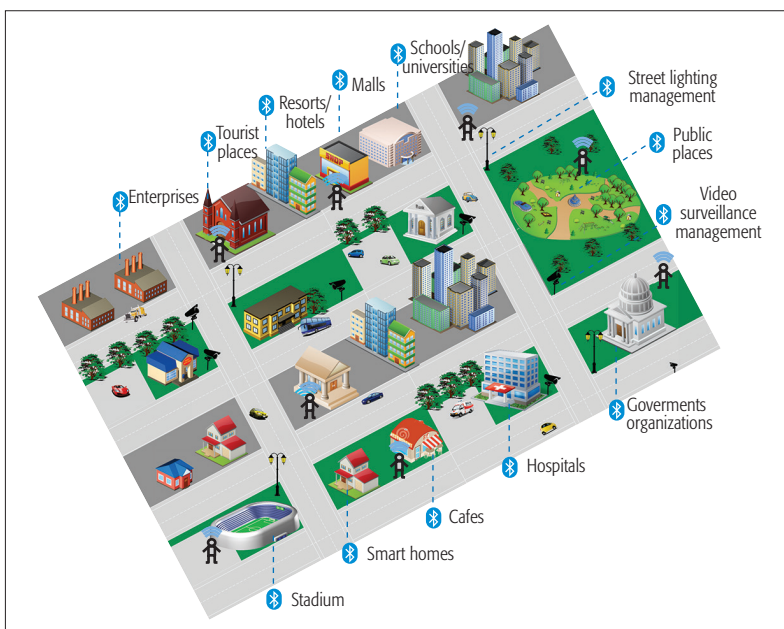 Schools/
universities
Malls
Resorts/
hotels
Tourist
places
Enterprises
Street lighting
management
Public
places
Video
surveillance
management
SHOP
Goverments
organizations
Hospitals
Cafes
Smart homes
Stadium